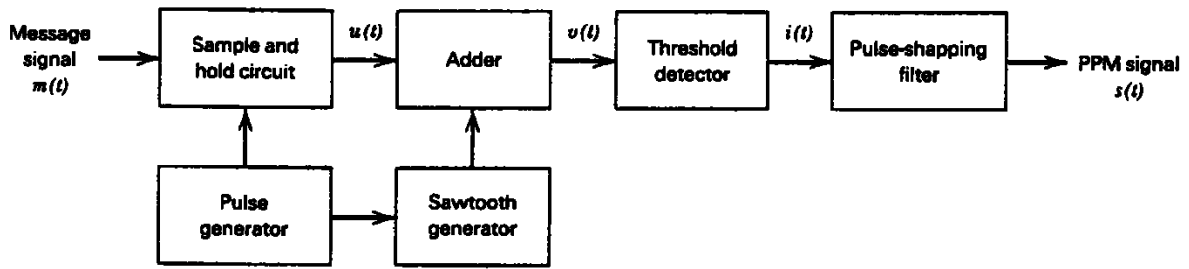 Message
signal
m(t)
Sample and
hold circuit
u(t)
Adder
v(t)
Threshold
detector
i(t)
Pulse-shapping
filter
PPM signal
s(t)
Pulse
generator
Sawtooth
generator